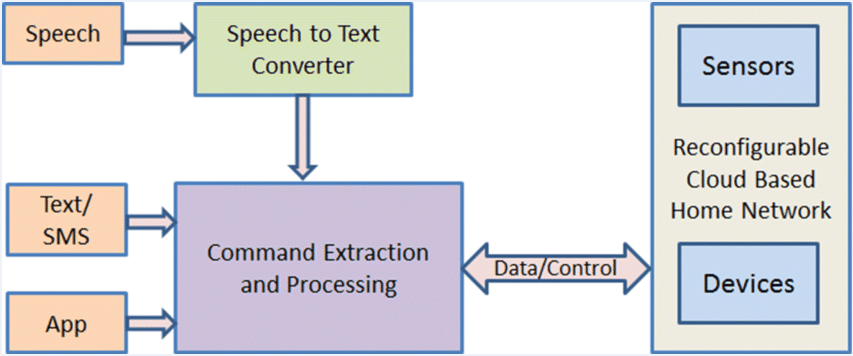 Speech
Speech to Text
Converter
Text/
SMS
App
Command Extraction
and Processing
Data/Control
Sensors
Reconfigurable
Cloud Based
Home Network
Devices